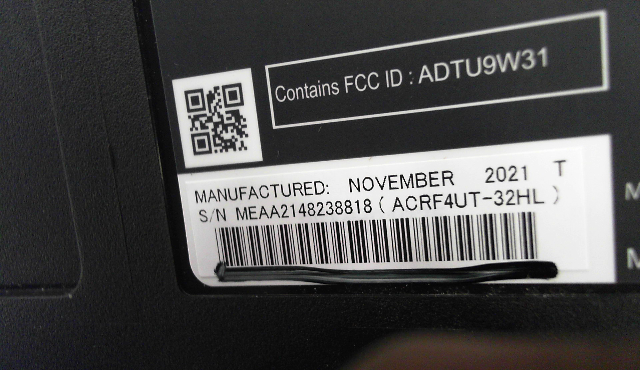 Contains FCC ID : ADTU9W31
MANUFACTURED: NOVEMBER 2021 T
S/N MEAA2148238818 ( ACRF4UT-32HL )
M
M